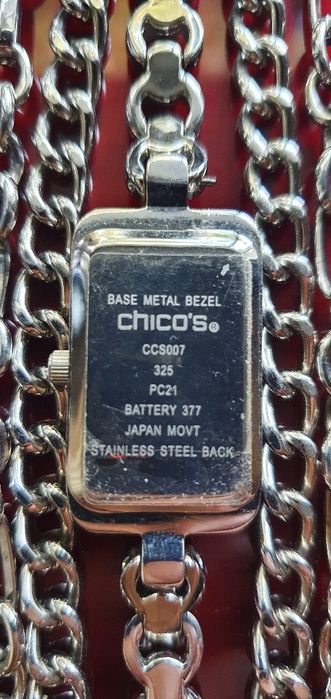 BASE METAL BEZEL
chico's®
CCS007
325
PC21
BATTERY 377
JAPAN MOVT
STAINLESS STEEL BACK